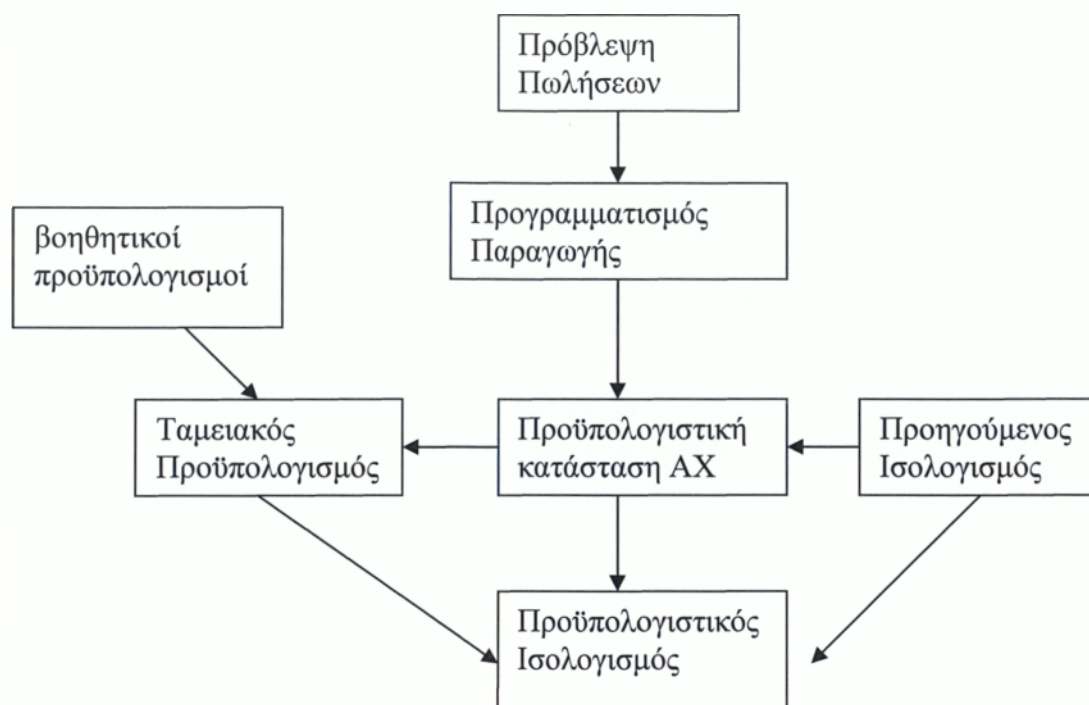 Πρόβλεψη
Πωλήσεων
Προγραμματισμός
Παραγωγής
βοηθητικοί
προϋπολογισμοί
Ταμειακός
Προϋπολογισμός
Προϋπολογιστική
κατάσταση ΑΧ
Προηγούμενος
Ισολογισμός
Προϋπολογιστικός
Ισολογισμός